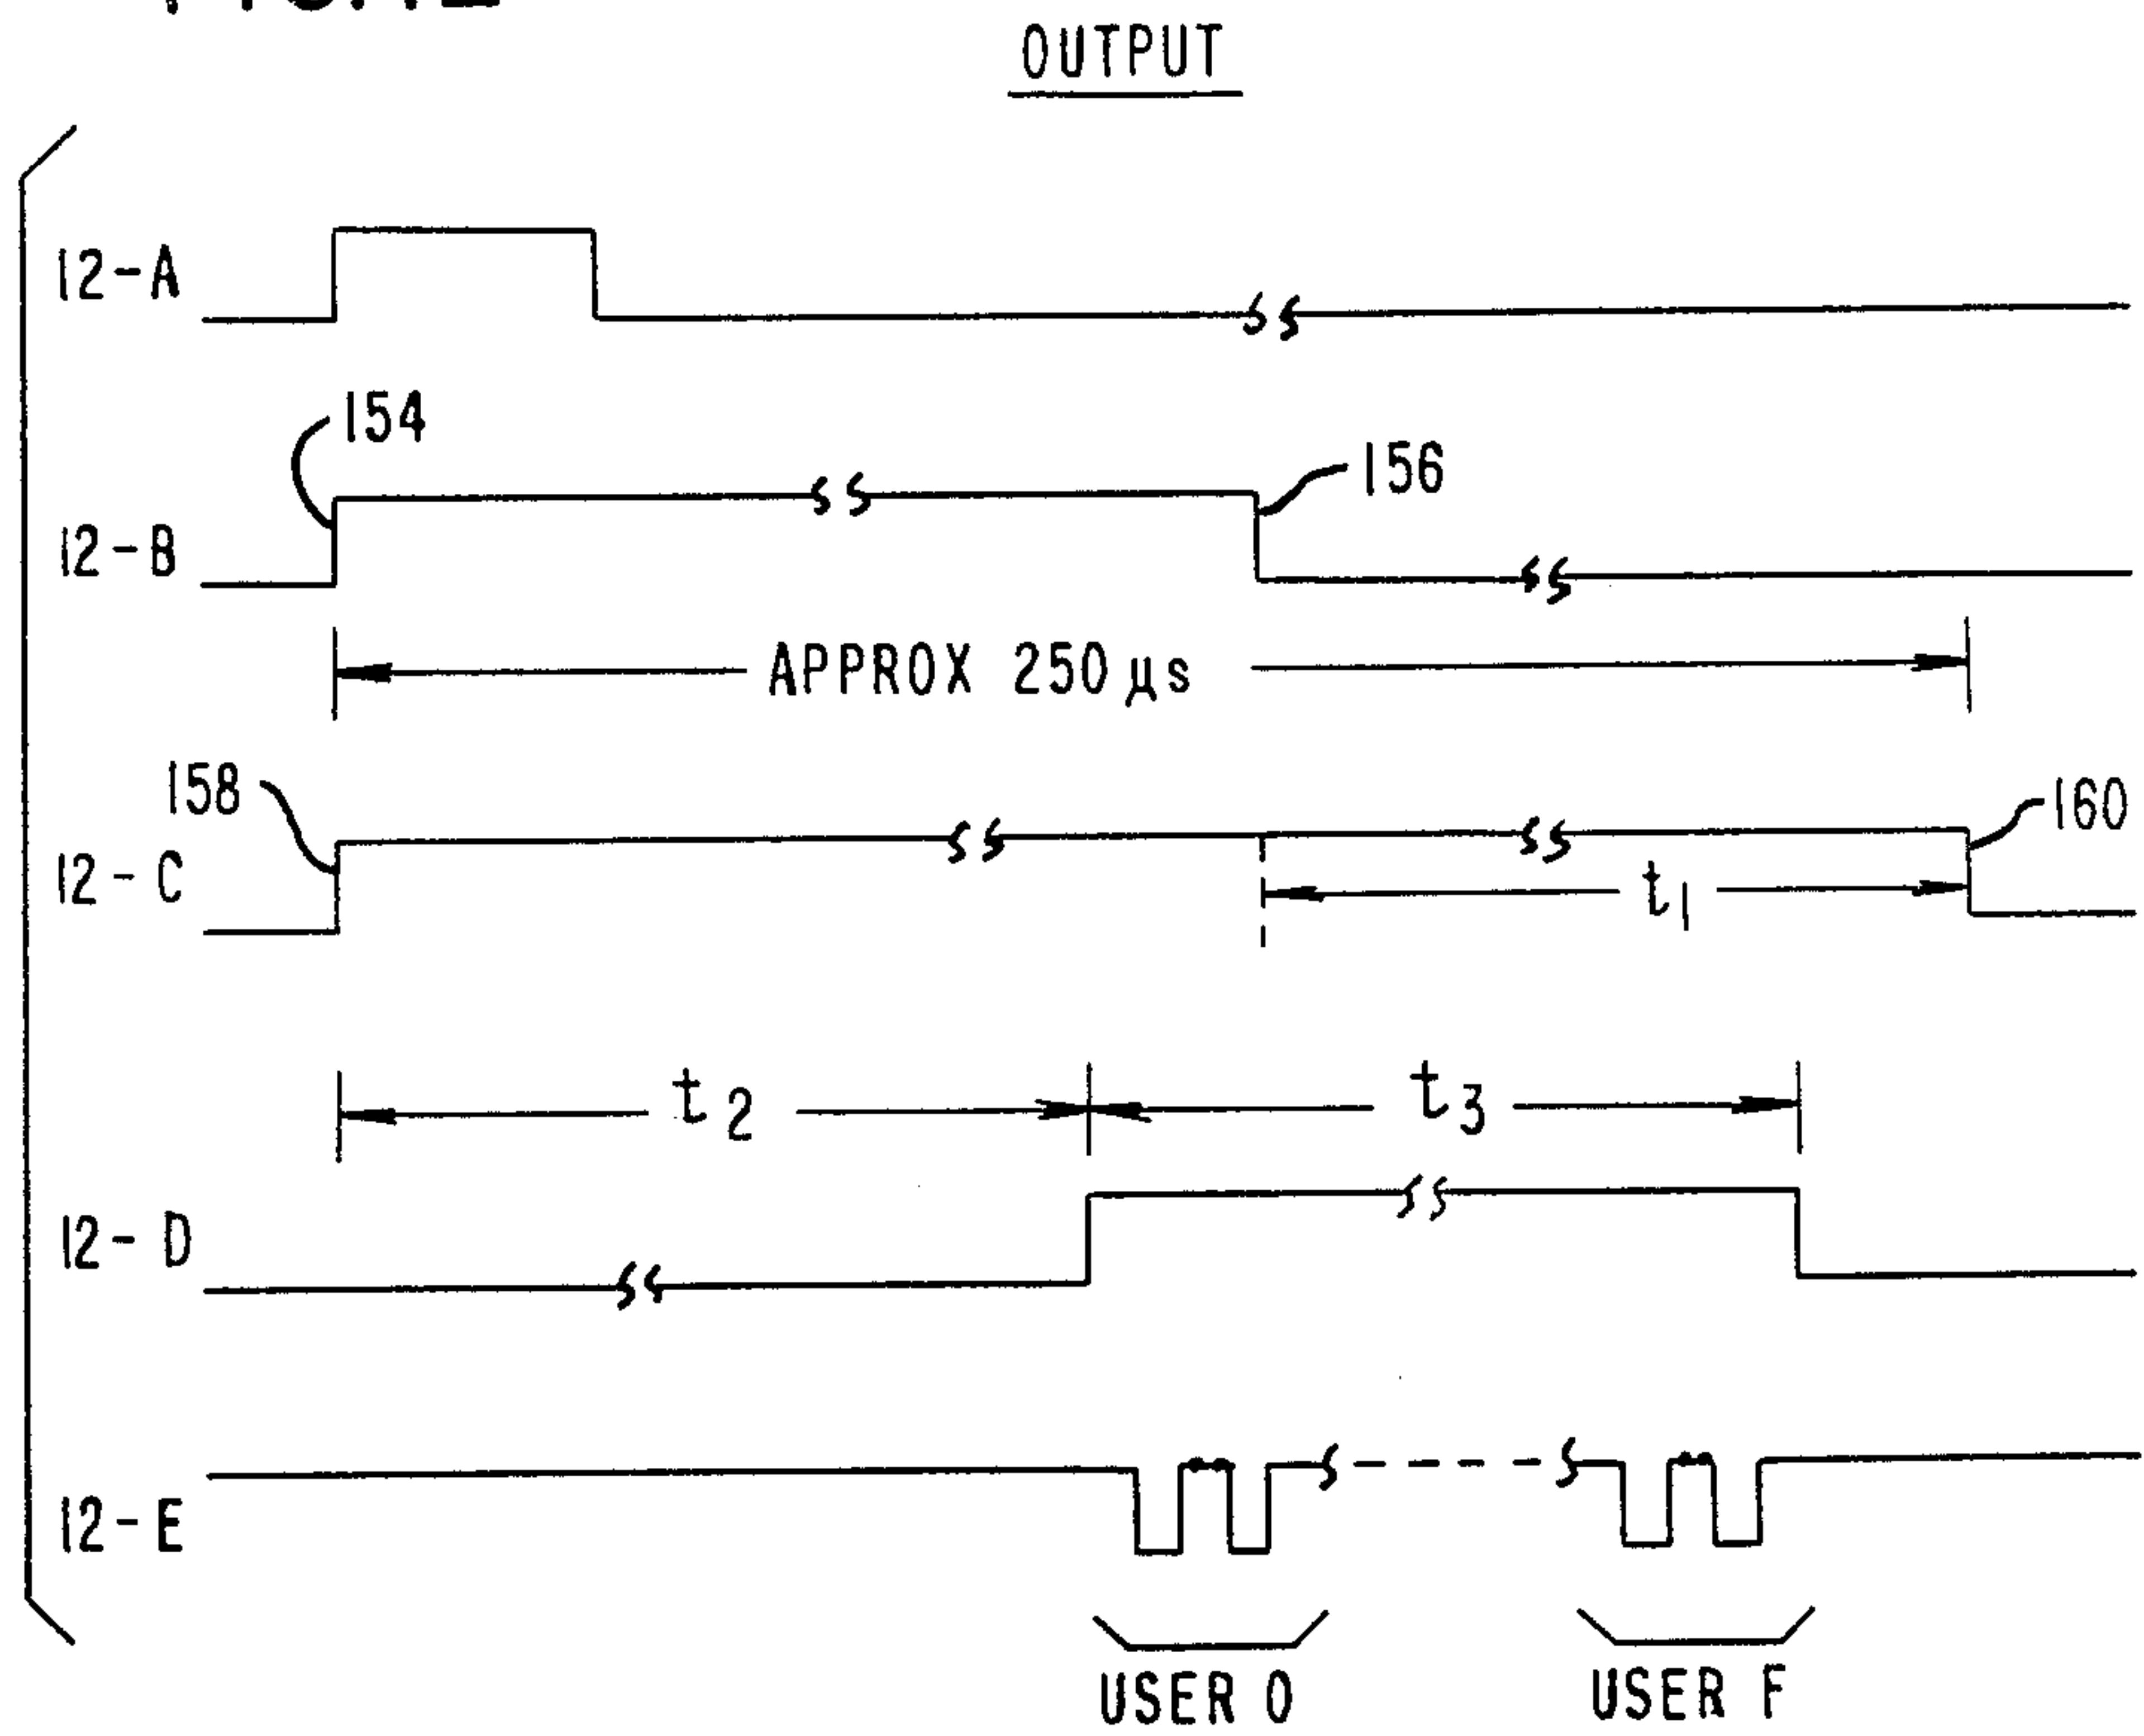 OUTPUT
12-A
154
156
12-B
APPROX 250 µs
158
160
12-C
t1
t2
t3
12-D
12-E
USER 0
USER F